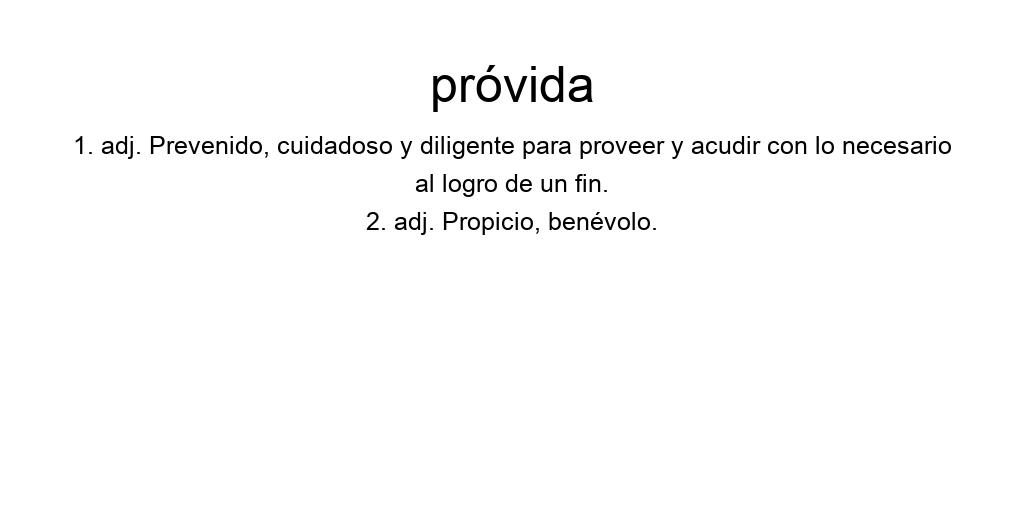 próvida
1. adj. Prevenido, cuidadoso y diligente para proveer y acudir con lo necesario
al logro de un fin.
2. adj. Propicio, benévolo.